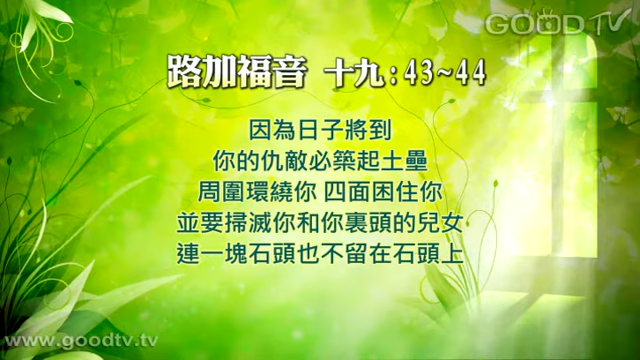 GOOD TV
路加福音 十九：43~44
因為日子將到
你的仇敵必築起土壘
周圍環繞你 四面困住你
並要掃滅你和你裏頭的兒女
連一塊石頭也不留在石頭上
www.goodtv.tv